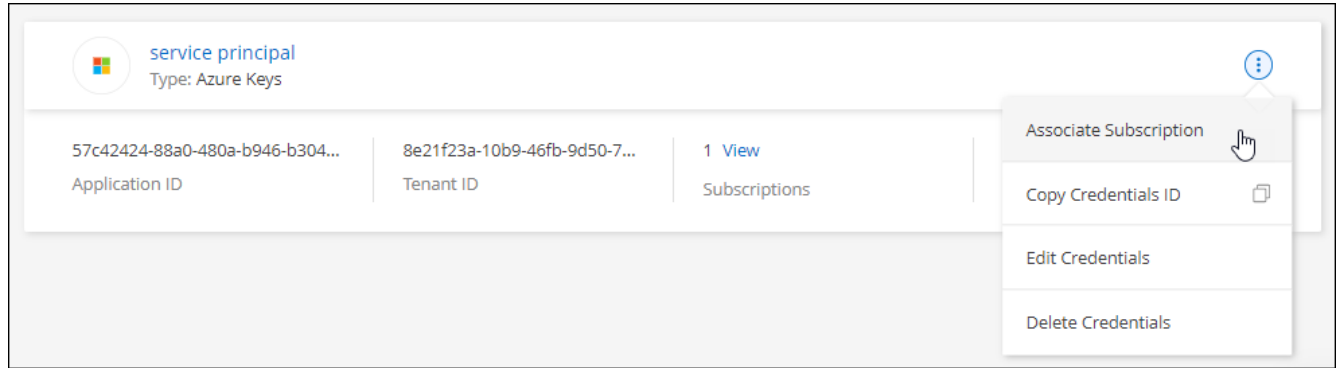 service principal
Type: Azure Keys
57c42424-88a0-480a-b946-b304...
Application ID
8e21f23a-10b9-46fb-9d50-7...
Tenant ID
1 View
Subscriptions
Associate Subscription
Copy Credentials ID
Edit Credentials
Delete Credentials